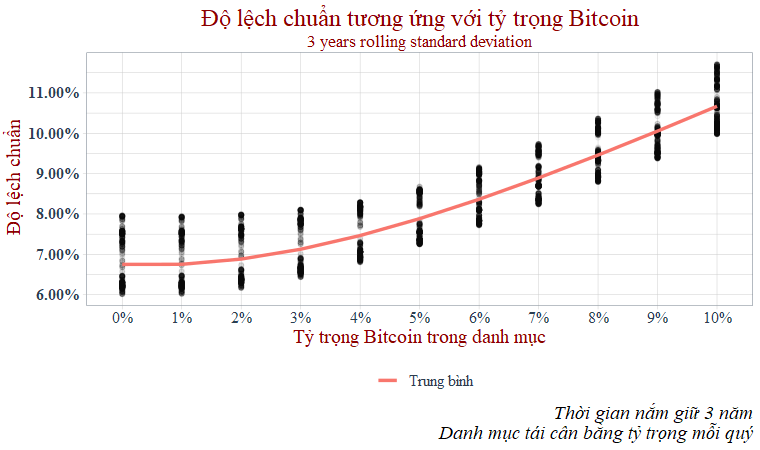 Độ lệch chuẩn tương ứng với tỷ trọng Bitcoin
3 years rolling standard deviation
Độ lệch chuẩn
11.00%
10.00%
9.00%
8.00%
7.00%
6.00%
0% 1% 2% 3% 4% 5% 6% 7% 8% 9% 10%
Tỷ trọng Bitcoin trong danh mục
Trung bình
Thời gian nắm giữ 3 năm
Danh mục tái cân bằng tỷ trọng mỗi quý